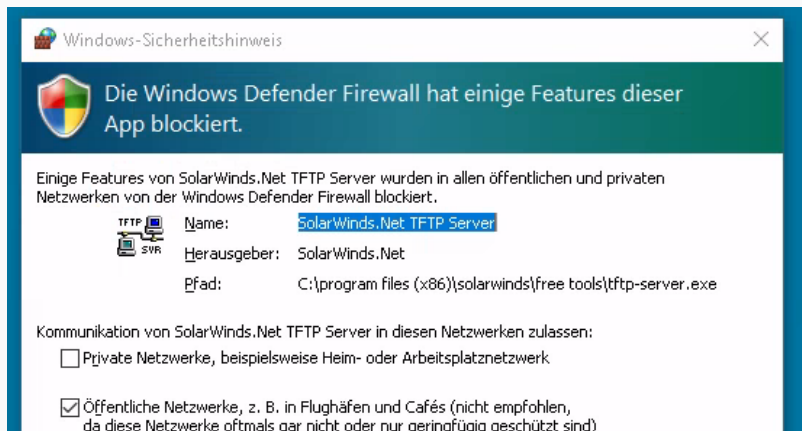 Windows-Sicherheitshinweis
Die Windows Defender Firewall hat einige Features dieser
App blockiert.
Einige Features von SolarWinds.Net TFTP Server wurden in allen öffentlichen und privaten
Netzwerken von der Windows Defender Firewall blockiert.
TFTP
SVR
Name: SolarWinds.Net TFTP Server
Herausgeber: SolarWinds.Net
Pfad: C:\program files (x86)\solarwinds\free tools\tftp-server.exe
Kommunikation von SolarWinds.Net TFTP Server in diesen Netzwerken zulassen:
Private Netzwerke, beispielsweise Heim- oder Arbeitsplatznetzwerk
Öffentliche Netzwerke, z. B. in Flughäfen und Cafés (nicht empfohlen,
da diese Netzwerke oftmals gar nicht oder nur geringfügig geschützt sind)